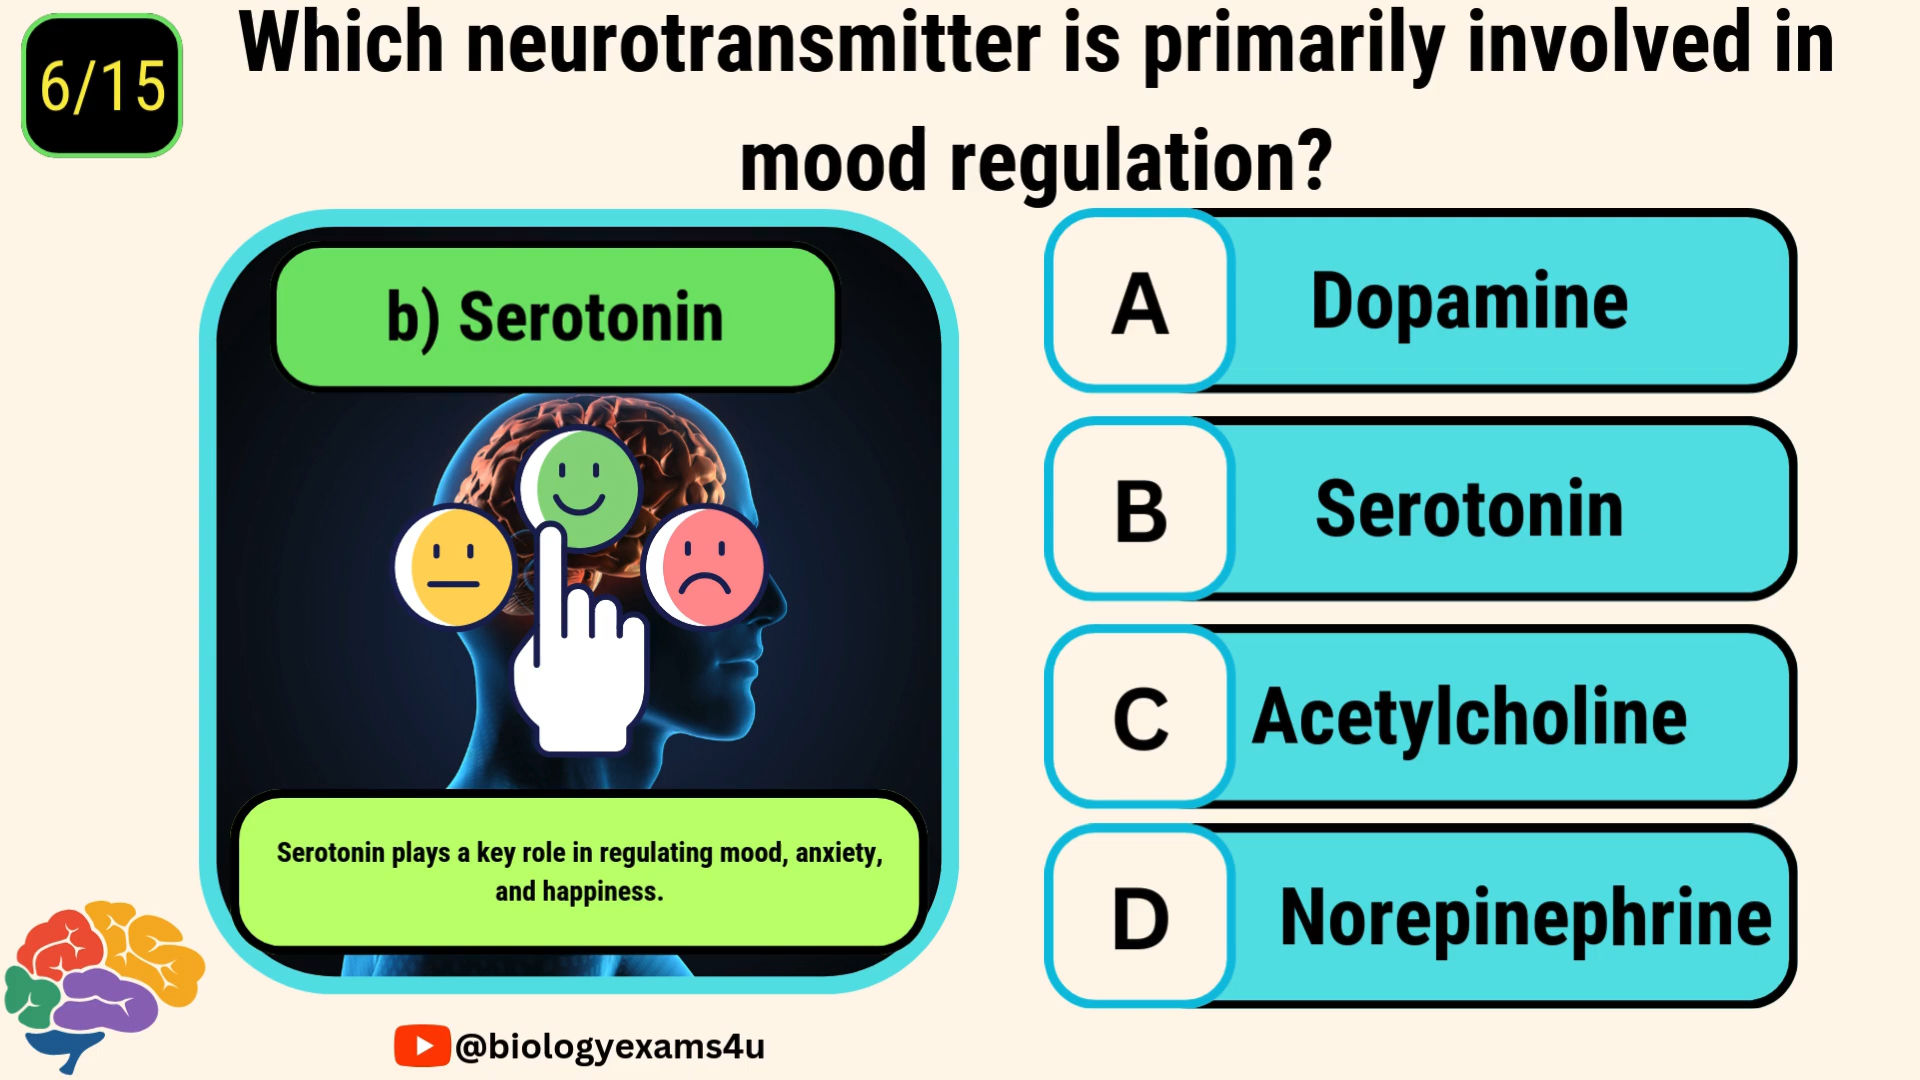 6/15
Which neurotransmitter is primarily involved in
mood regulation?
b) Serotonin
Serotonin plays a key role in regulating mood, anxiety,
and happiness.
A Dopamine
B Serotonin
C Acetylcholine
D Norepinephrine
@biologyexams4u